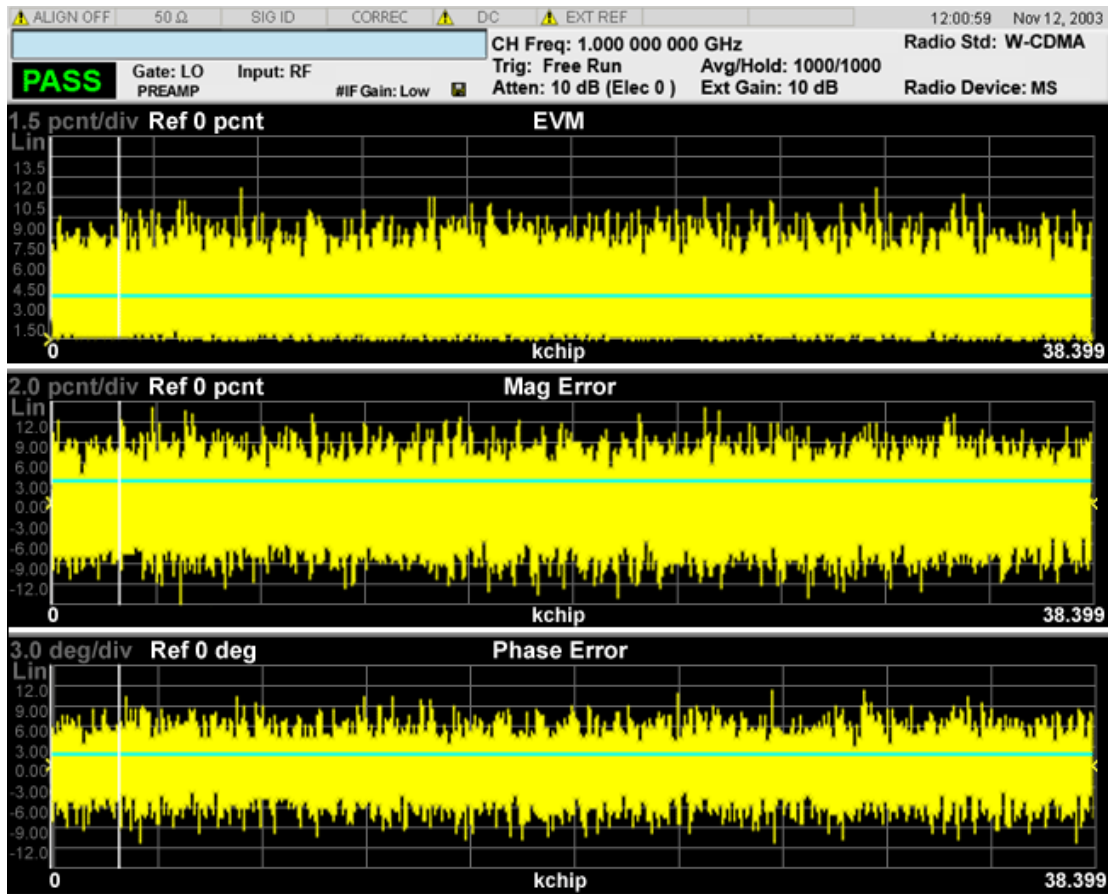 ALIGN OFF 50 Ω SIG ID CORREC DC EXT REF 12:00:59 Nov 12, 2003
CH Freq: 1.000 000 000 GHz Radio Std: W-CDMA
PASS Gate: LO Input: RF Trig: Free Run Avg/Hold: 1000/1000
PREAMP #IF Gain: Low Atten: 10 dB (Elec 0 ) Ext Gain: 10 dB Radio Device: MS
1.5 pcnt/div Ref 0 pcnt EVM
Lin
13.5
12.0
10.5
9.00
7.50
6.00
4.50
3.00
1.50
0 kchip 38.399
2.0 pcnt/div Ref 0 pcnt Mag Error
Lin
12.0
9.00
6.00
3.00
0.00
-3.00
-6.00
-9.00
-12.0
0 kchip 38.399
3.0 deg/div Ref 0 deg Phase Error
Lin
12.0
9.00
6.00
3.00
0.00
-3.00
-6.00
-9.00
-12.0
0 kchip 38.399